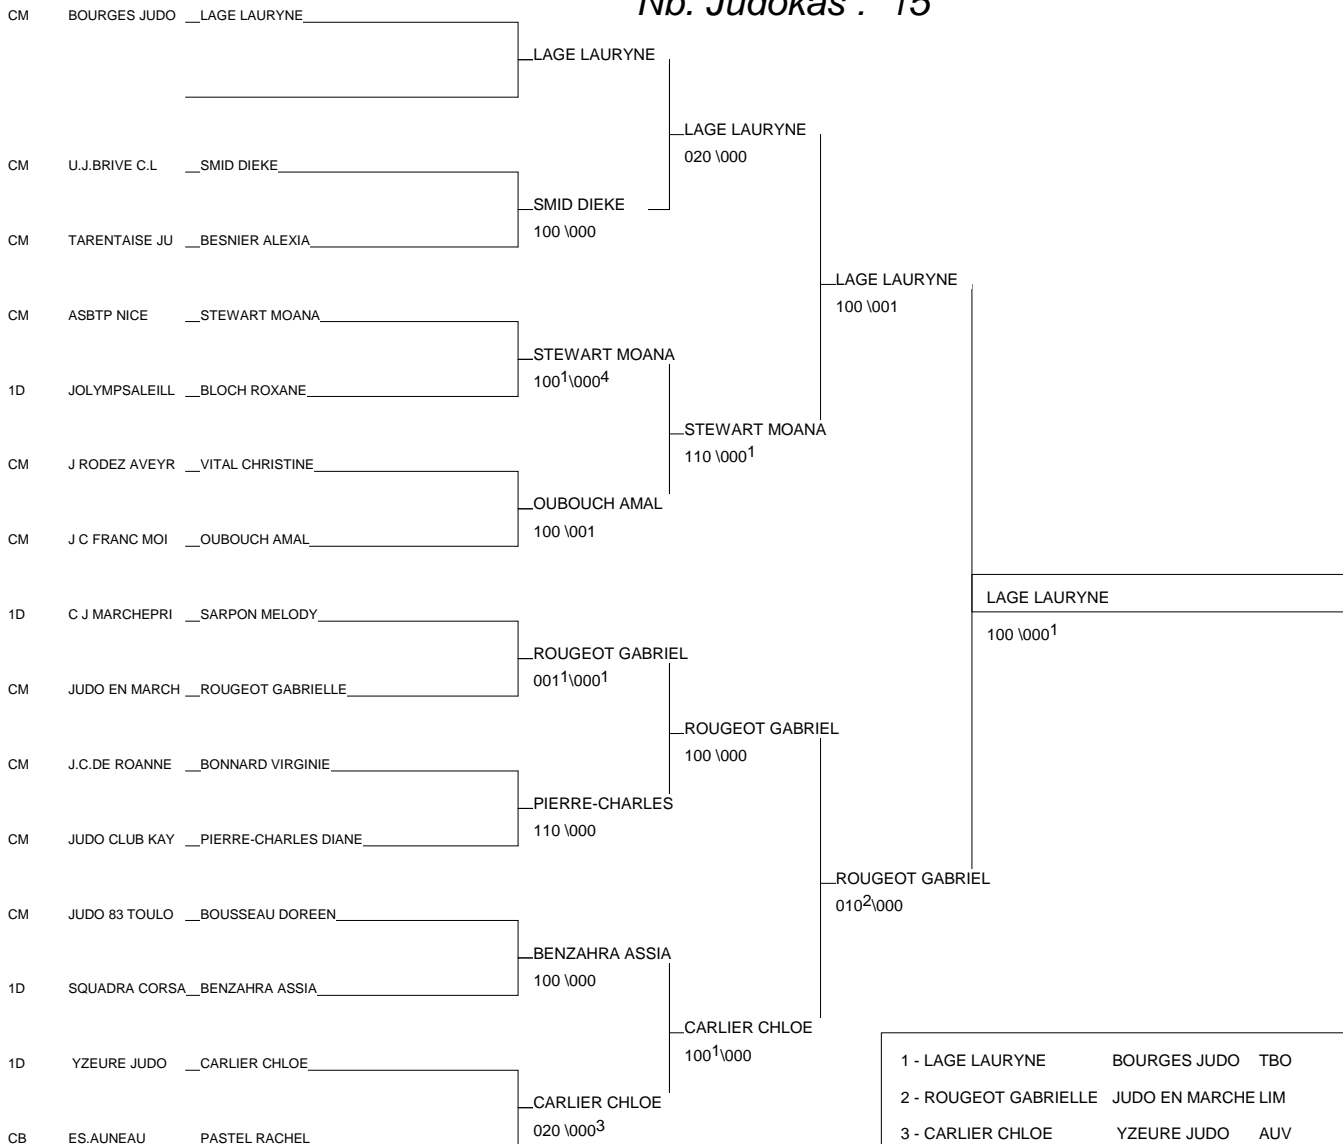 Nb. Judokas : 15
CM BOURGES JUDO LAGE LAURYNE
LAGE LAURYNE
LAGE LAURYNE
020 \000
CM U.J.BRIVE C.L SMID DIEKE
SMID DIEKE
100 \000
CM TARENTAISE JU BESNIER ALEXIA
LAGE LAURYNE
100 \001
CM ASBTP NICE STEWART MOANA
STEWART MOANA
100¹\000⁴
1D JOLYMPSALEILL BLOCH ROXANE
STEWART MOANA
110 \000¹
CM J RODEZ AVEYR VITAL CHRISTINE
OUBOUCH AMAL
100 \001
CM J C FRANC MOI OUBOUCH AMAL
LAGE LAURYNE
100 \000¹
1D C J MARCHEPRI SARPON MELODY
ROUGEOT GABRIEL
001¹\000¹
CM JUDO EN MARCH ROUGEOT GABRIELLE
ROUGEOT GABRIEL
100 \000
CM J.C.DE ROANNE BONNARD VIRGINIE
PIERRE-CHARLES
110 \000
CM JUDO CLUB KAY PIERRE-CHARLES DIANE
ROUGEOT GABRIEL
010²\000
CM JUDO 83 TOULO BOUSSEAU DOREEN
BENZAHRA ASSIA
100 \000
1D SQUADRA CORSA BENZAHRA ASSIA
CARLIER CHLOE
100¹\000
1D YZEURE JUDO CARLIER CHLOE
CARLIER CHLOE
020 \000³
CB ES.AUNEAU PASTEL RACHEL
1 - LAGE LAURYNE BOURGES JUDO TBO
2 - ROUGEOT GABRIELLE JUDO EN MARCHE LIM
3 - CARLIER CHLOE YZEURE JUDO AUV